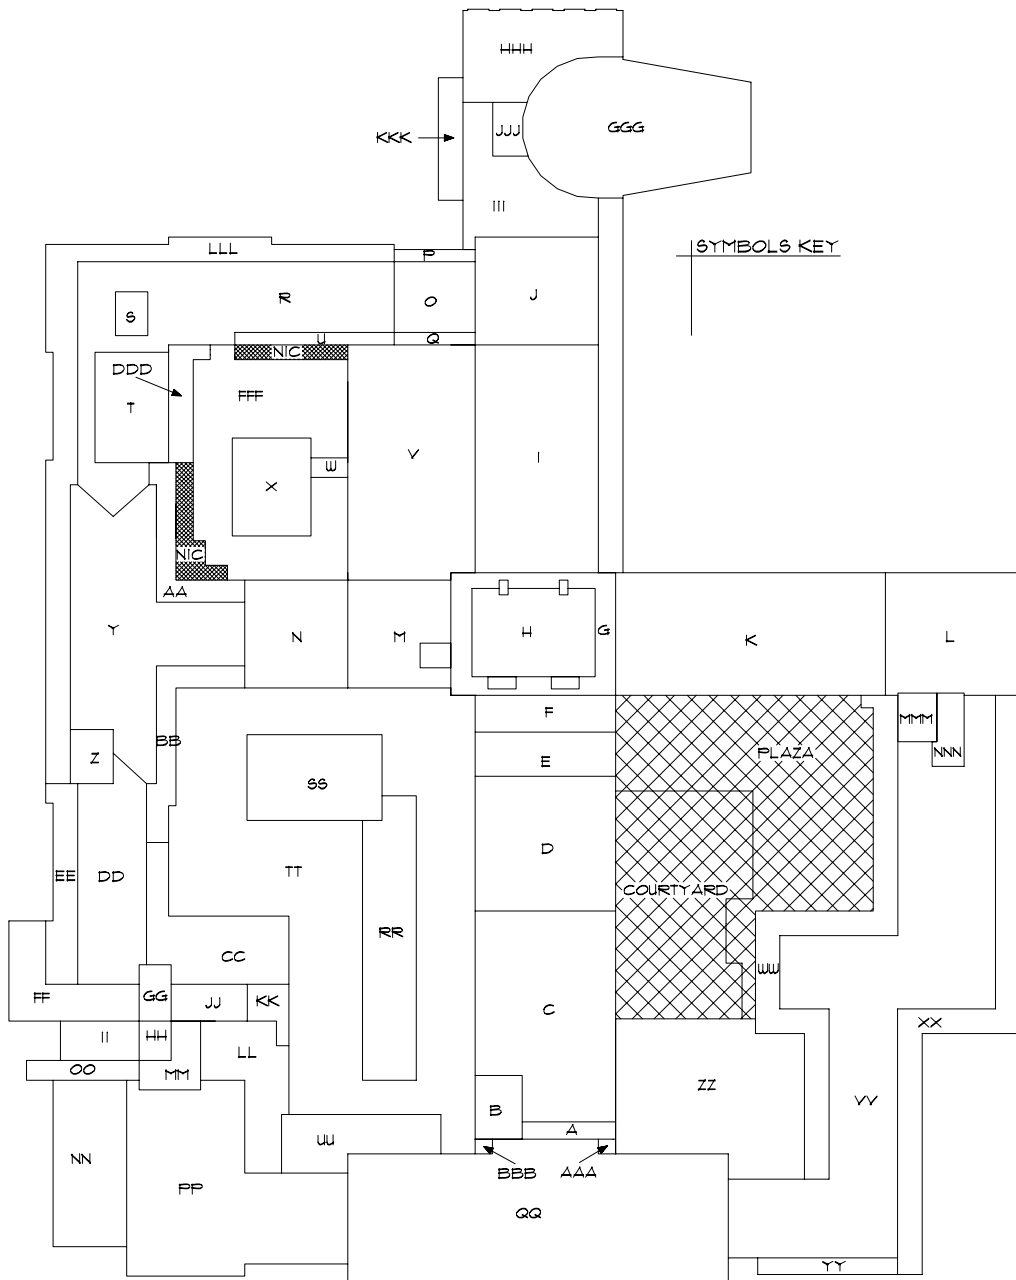 HHH
GGG
JJJ
KKK
III
SYMBOLS KEY
LLL
P
R
O
J
S
U
Q
NIC
DDD
FFF
T
V
I
W
X
NIC
AA
Y
N
M
H
G
K
L
F
MMM
BB
PLAZA
NNN
Z
E
SS
D
TT
EE
DD
COURTYARD
RR
CC
WW
FF
GG
JJ
KK
C
XX
II
HH
LL
OO
MM
ZZ
VV
B
A
UU
NN
BBB
AAA
PP
QQ
YY